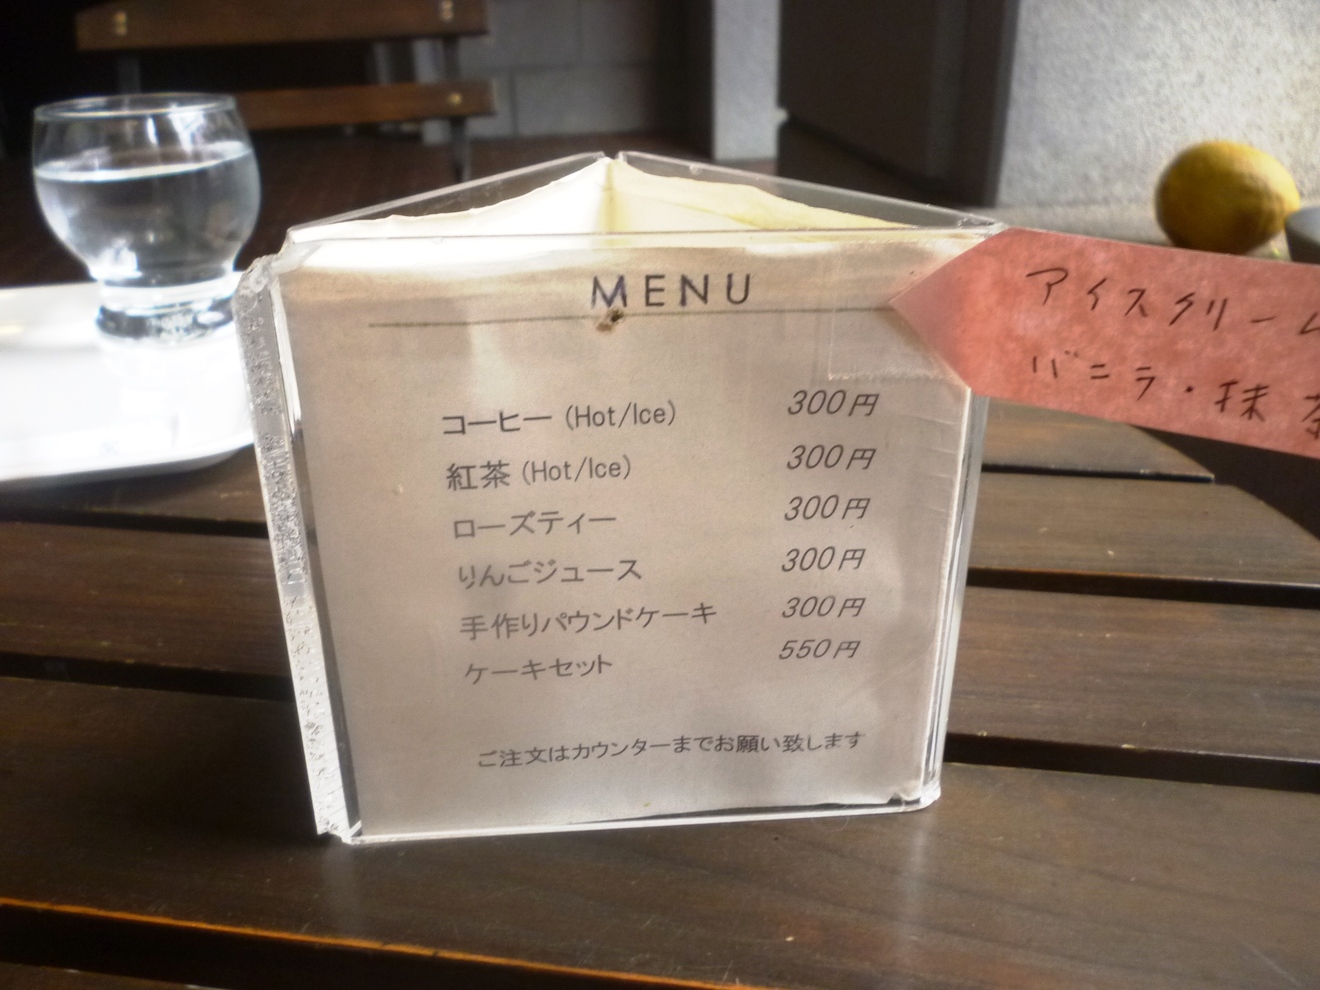 MENU
コーヒー (Hot/Ice) 300円
紅茶 (Hot/Ice) 300円
ローズティー 300円
りんごジュース 300円
手作りパウンドケーキ 300円
ケーキセット 550円
ご注文はカウンターまでお願い致します
アイスクリーム
バニラ・抹茶